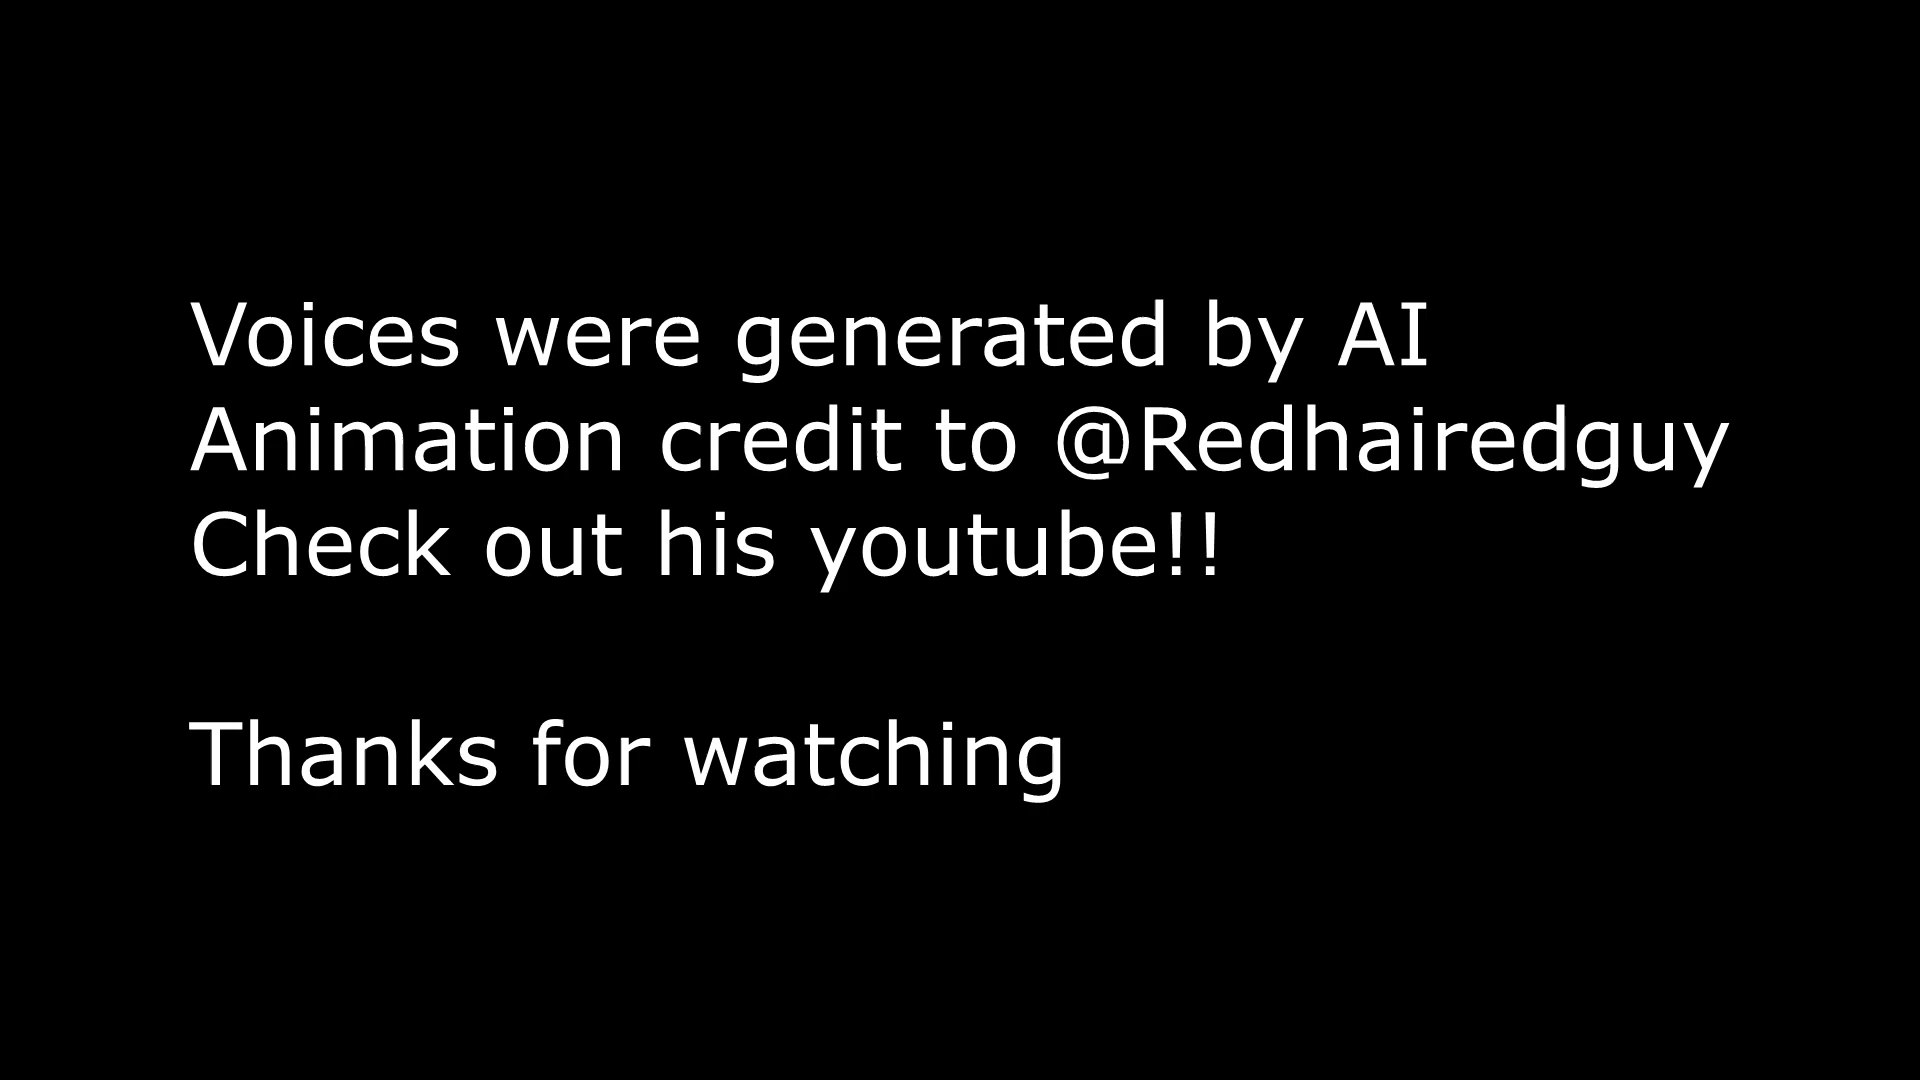 Voices were generated by AI
Animation credit to @Redhairedguy
Check out his youtube!!
Thanks for watching